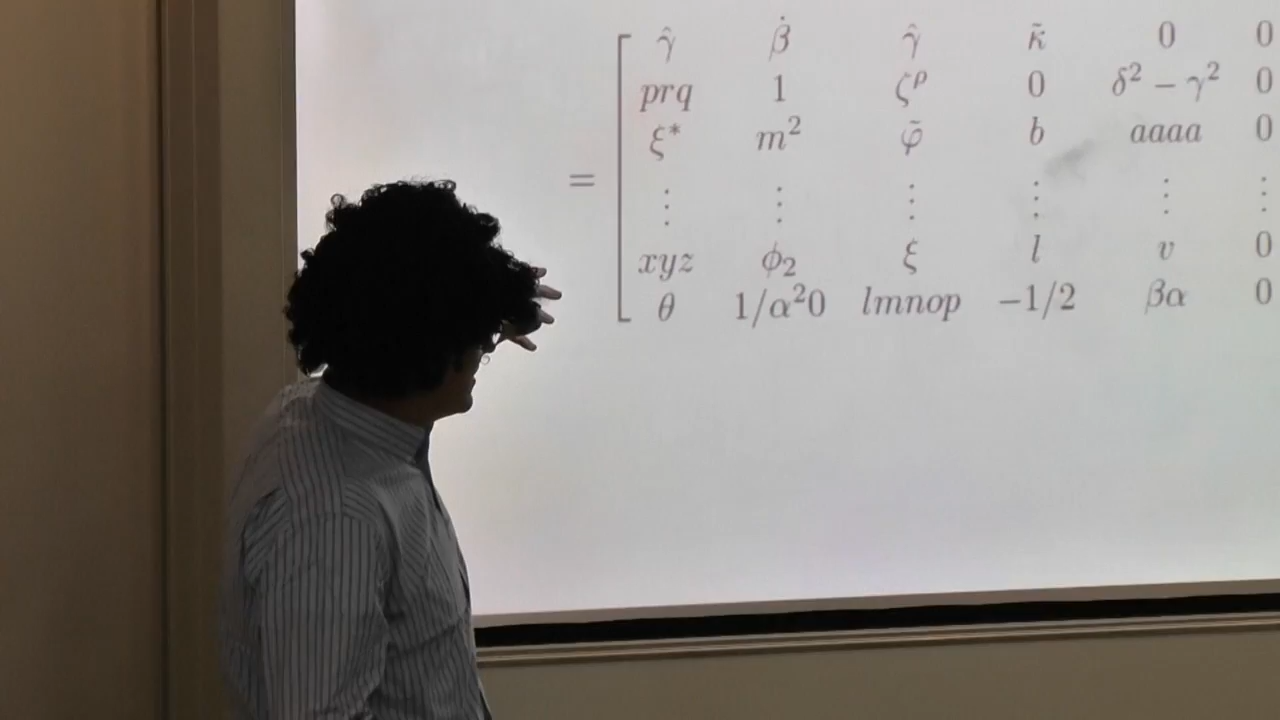 γ̂ β̇ γ̂ κ̃ 0 0
prq 1 ζ^ρ 0 δ² − γ² 0
ξ* m² φ̃ b aaaa 0
= ⋮ ⋮ ⋮ ⋮ ⋮ ⋮
xyz ϕ₂ ξ l v 0
θ 1/α²0 lmnop −1/2 βα 0